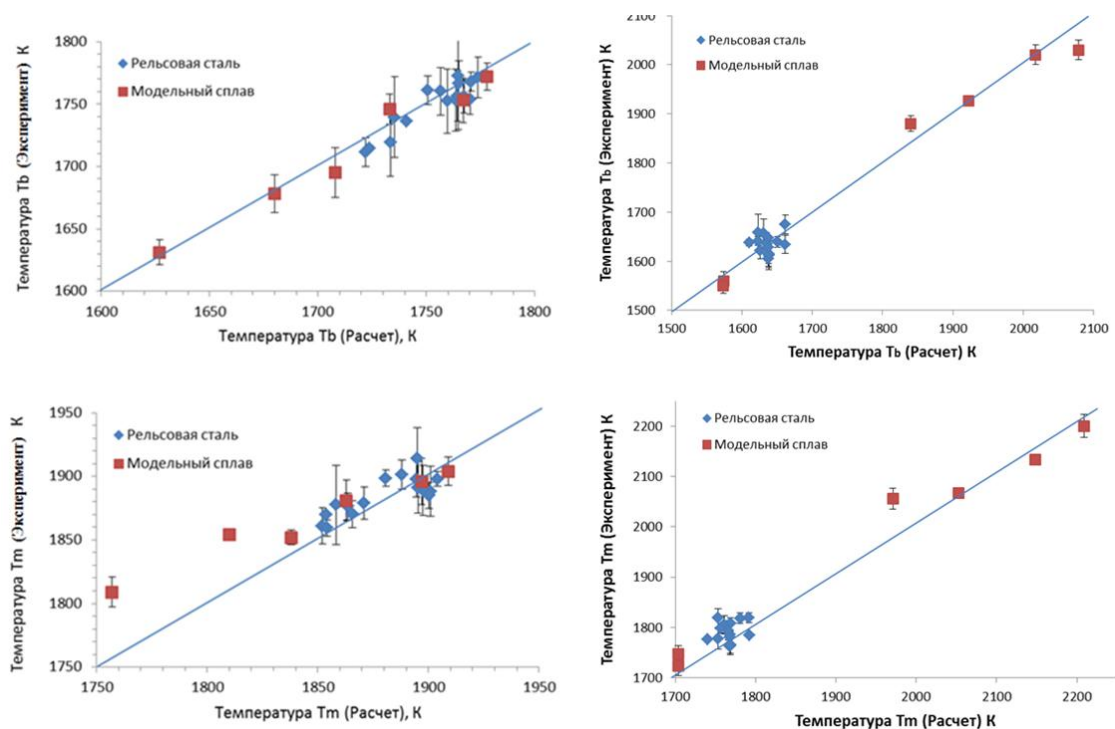 Температура Tb (Эксперимент) K
1800
1750
1700
1650
1600
Рельсовая сталь
Модельный сплав
1600
1650
1700
1750
1800
Температура Tb (Расчет), K
Температура Tb (Эксперимент) K
2100
2000
1900
1800
1700
1600
1500
Рельсовая сталь
Модельный сплав
1500
1600
1700
1800
1900
2000
2100
Температура Tb (Расчет) K
Температура Tm (Эксперимент) K
1950
1900
1850
1800
1750
Рельсовая сталь
Модельный сплав
1750
1800
1850
1900
1950
Температура Tm (Расчет), K
Температура Tm (Эксперимент) K
2200
2100
2000
1900
1800
1700
Рельсовая сталь
Модельный сплав
1700
1800
1900
2000
2100
2200
Температура Tm (Расчет) K